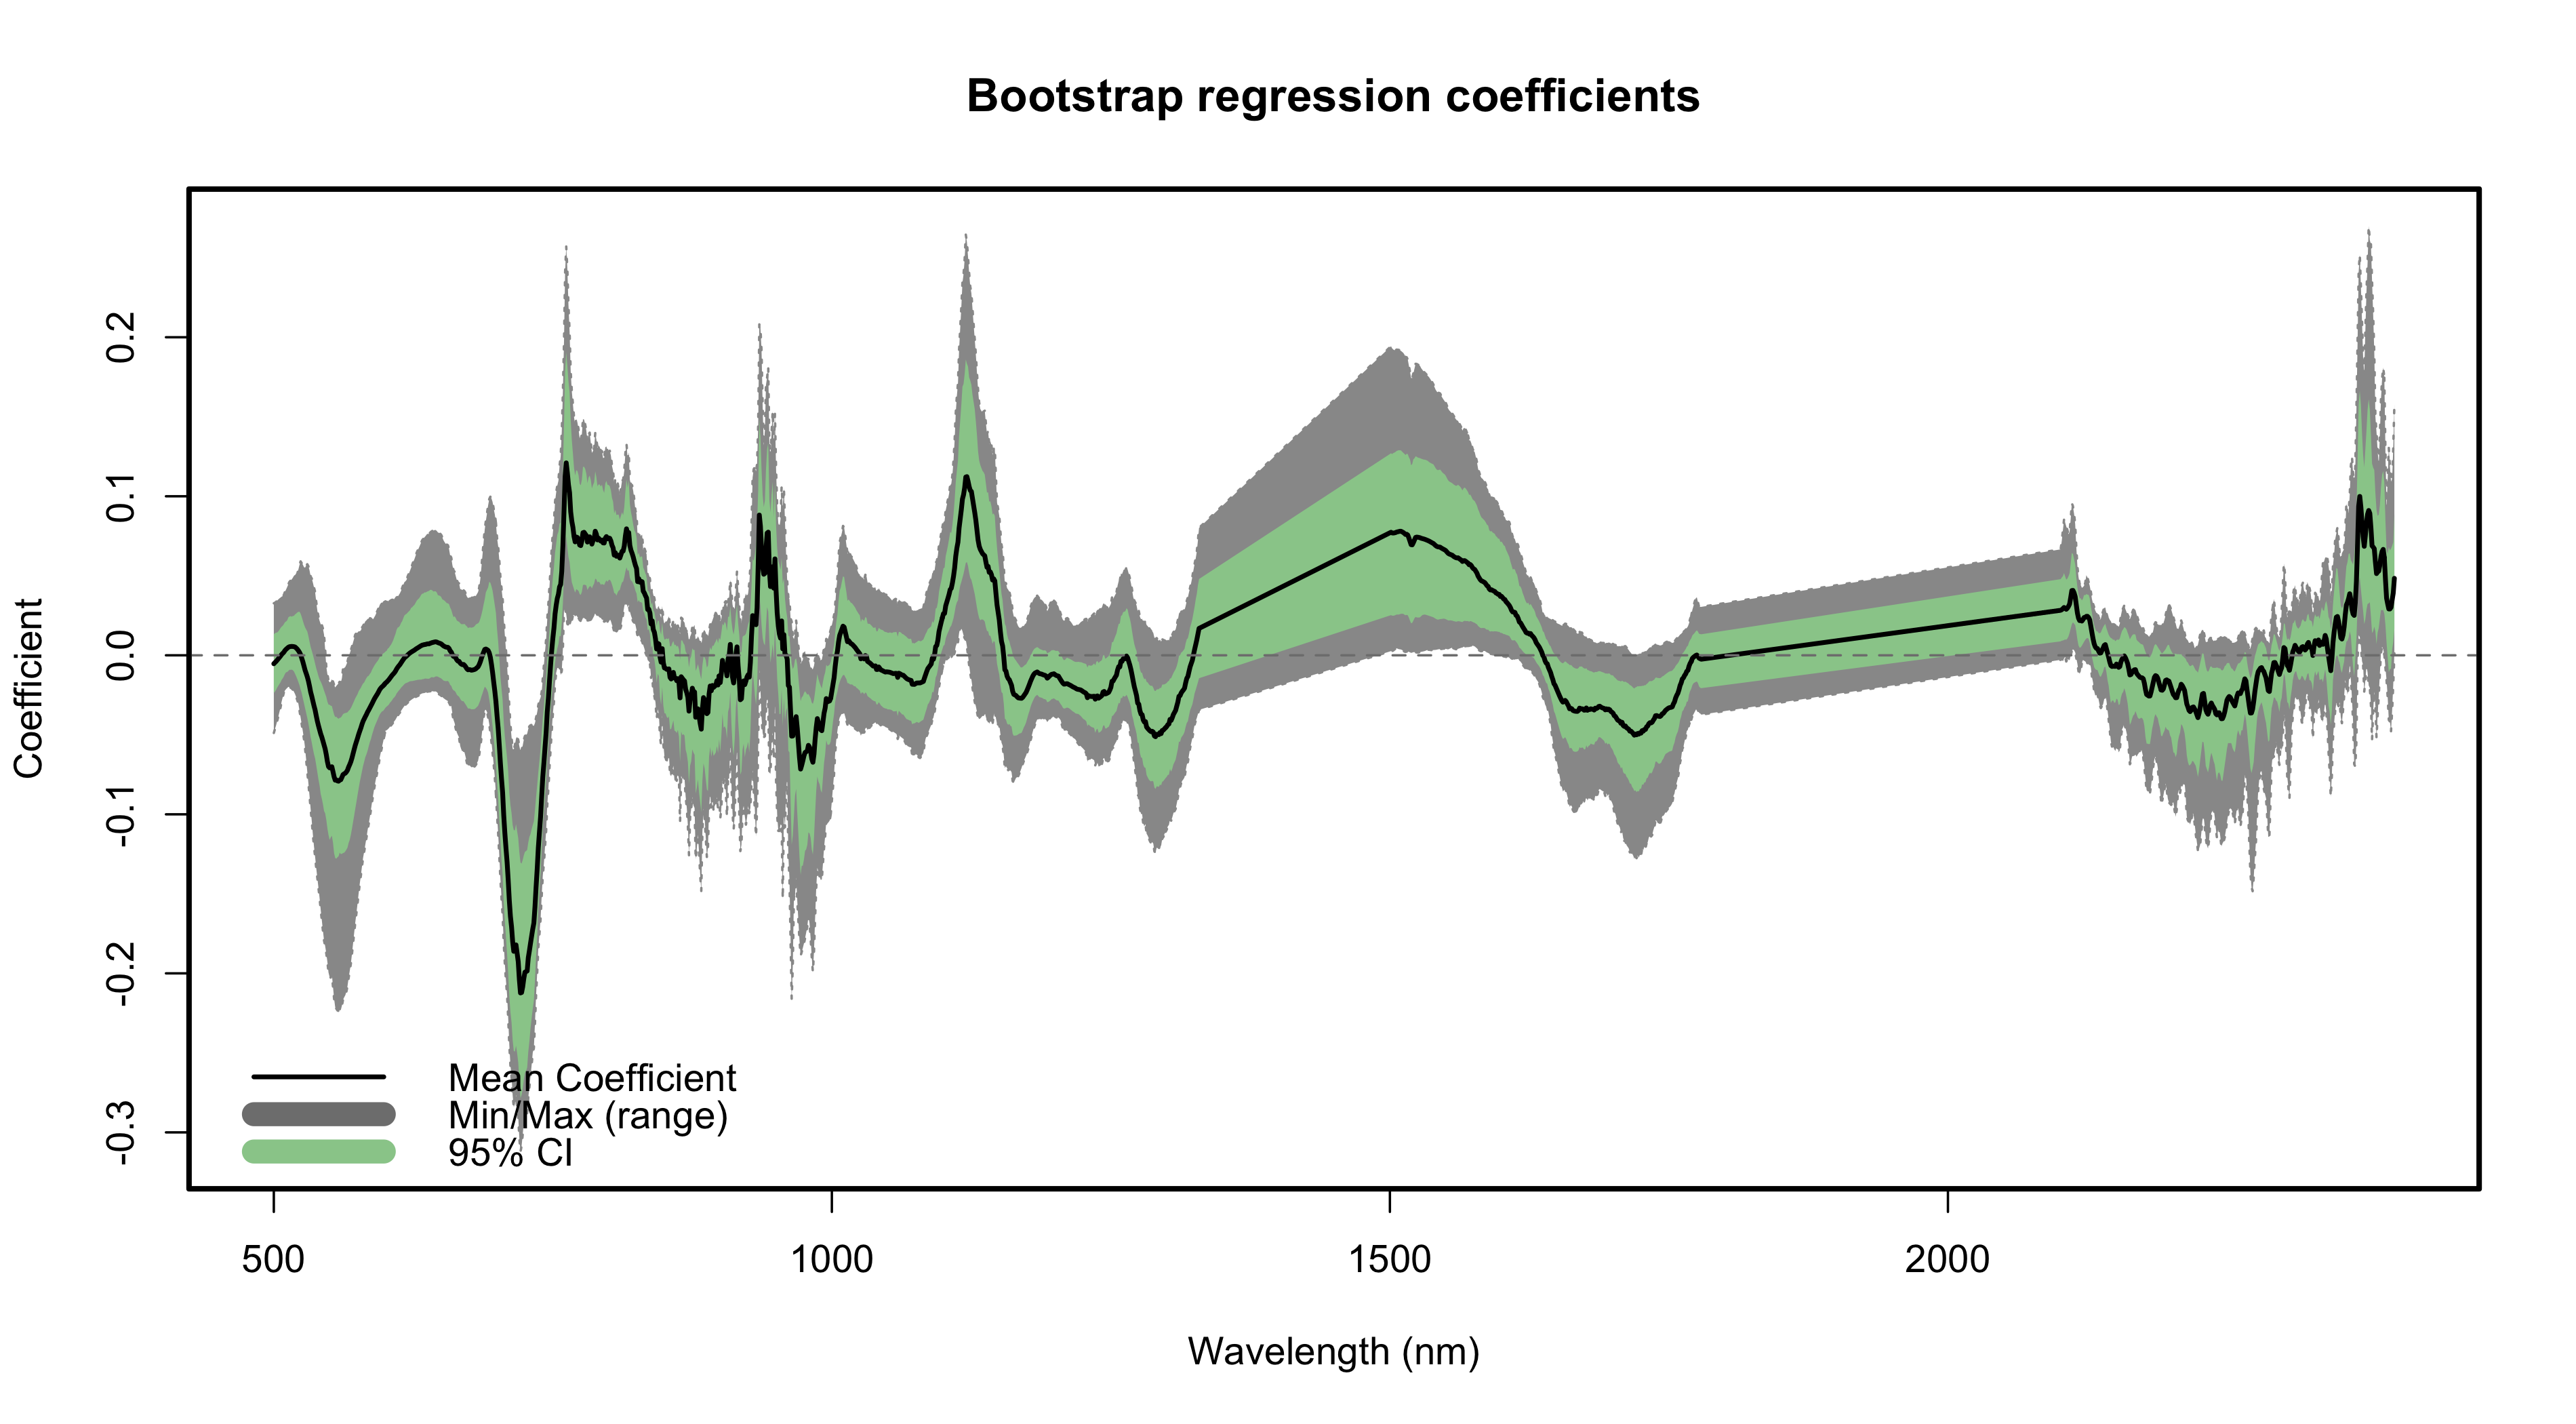 Bootstrap regression coefficients
Coefficient
0.2
0.1
0.0
-0.1
-0.2
-0.3
Mean Coefficient
Min/Max (range)
95% CI
500 1000 1500 2000
Wavelength (nm)